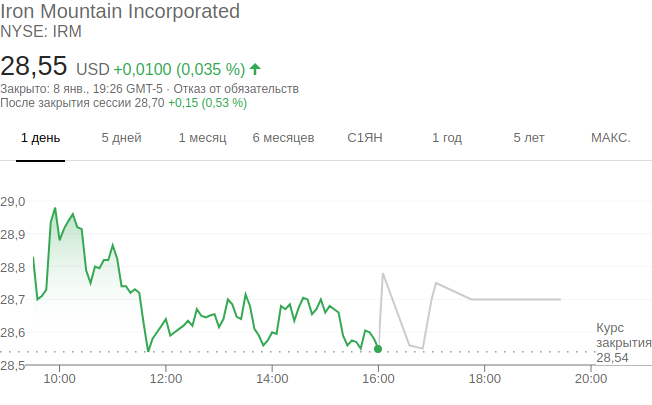 Iron Mountain Incorporated
NYSE: IRM
28,55 USD +0,0100 (0,035 %)
Закрыто: 8 янв., 19:26 GMT-5 · Отказ от обязательств
После закрытия сессии 28,70 +0,15 (0,53 %)
1 день 5 дней 1 месяц 6 месяцев С1ЯН 1 год 5 лет МАКС.
29,0
28,9
28,8
28,7
28,6
28,5
Курс
закрытия
28,54
10:00 12:00 14:00 16:00 18:00 20:00